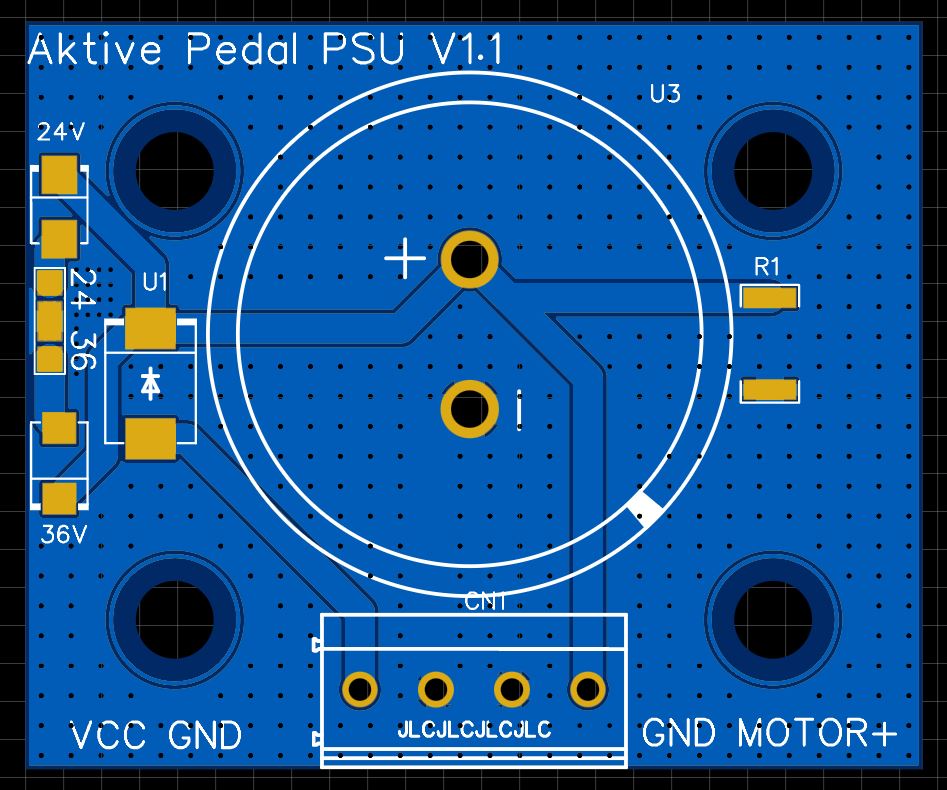 Aktive Pedal PSU V1.1
U3
24V
+
R1
U1
24
36
−
36V
CN1
JLCJLCJLCJLC
VCC GND
GND MOTOR+